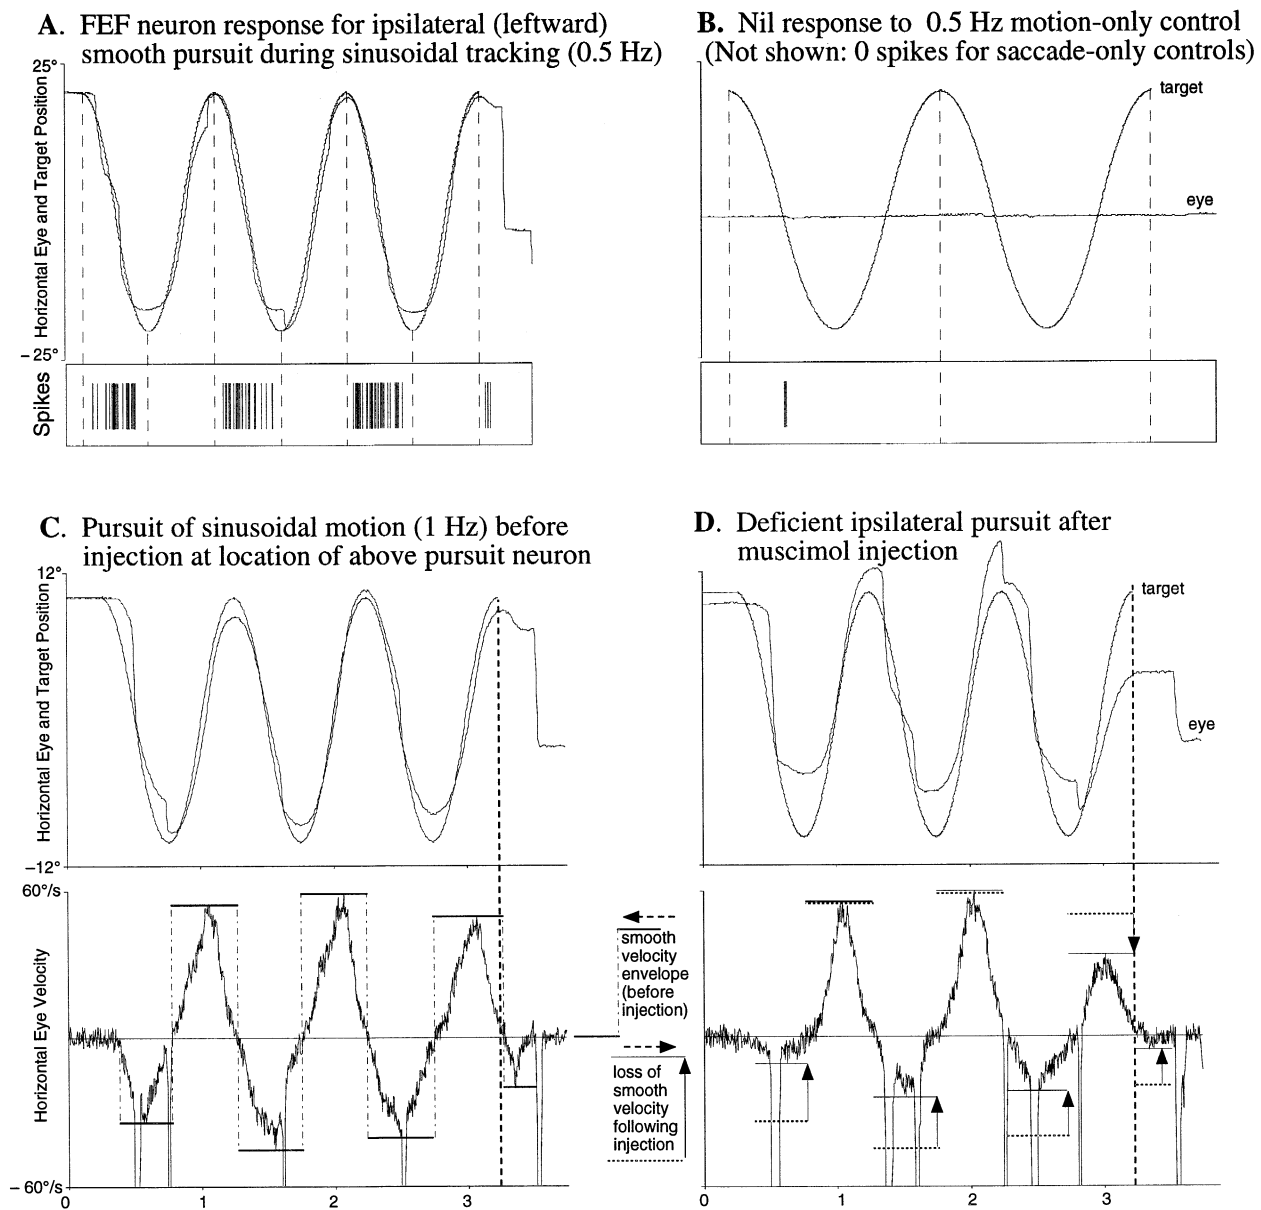 A. FEF neuron response for ipsilateral (leftward)
smooth pursuit during sinusoidal tracking (0.5 Hz)
25°
Horizontal Eye and Target Position
– 25°
Spikes
B. Nil response to 0.5 Hz motion-only control
(Not shown: 0 spikes for saccade-only controls)
target
eye
C. Pursuit of sinusoidal motion (1 Hz) before
injection at location of above pursuit neuron
12°
Horizontal Eye and Target Position
–12°
60°/s
Horizontal Eye Velocity
– 60°/s
0 1 2 3
smooth
velocity
envelope
(before
injection)
loss of
smooth
velocity
following
injection
D. Deficient ipsilateral pursuit after
muscimol injection
target
eye
0 1 2 3